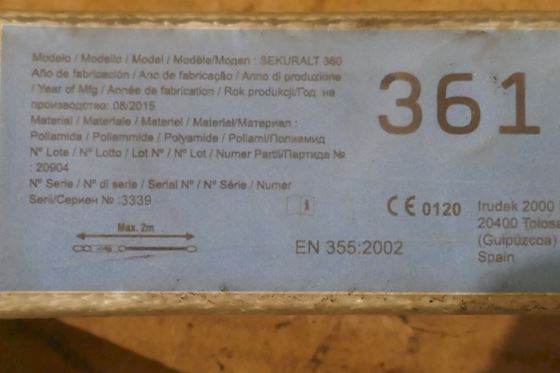 Modelo / Modello / Model / Modèle/Модел : SEKURALT 360
Año de fabricación / Ano de fabricação / Anno di produzione
/ Year of Mfg / Année de fabrication / Rok produkcji/Год. на
производство: 08/2015
Material / Materiale / Materiel / Materiel/Материал :
Poliamida / Poliammide / Polyamide / Poliami/Полиамид
Nº Lote / Nº Lotto / Lot Nº / Nº Lot / Numer Partii/Партида №
: 20904
Nº Serie / Nº di serie / Serial Nº / Nº Série / Numer
Serii/Сериен № :3339
Max. 2m
EN 355:2002
361
CE 0120
Irudek 2000
20400 Tolosa
(Guipúzcoa)
Spain